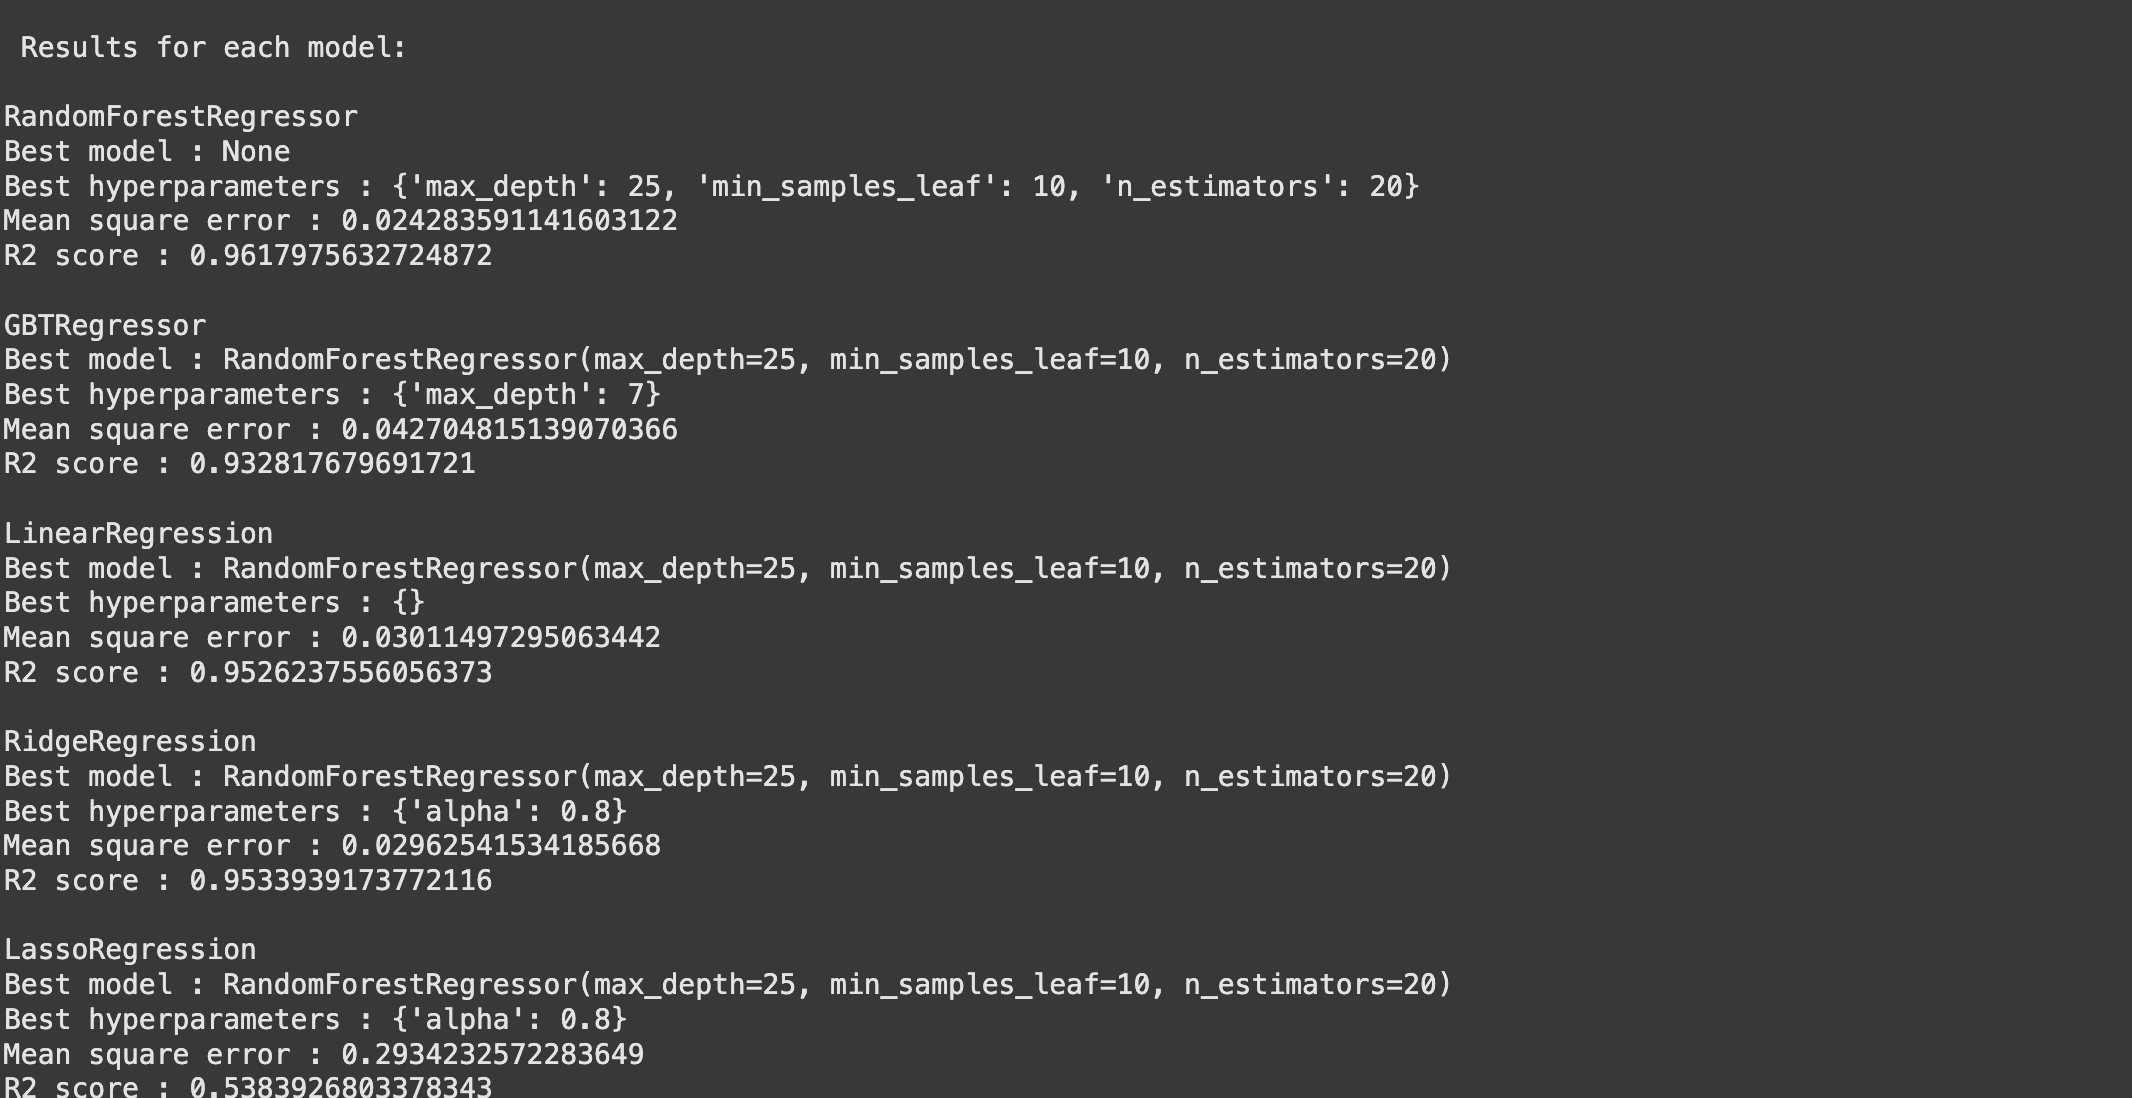 Results for each model:
RandomForestRegressor
Best model : None
Best hyperparameters : {'max_depth': 25, 'min_samples_leaf': 10, 'n_estimators': 20}
Mean square error : 0.024283591141603122
R2 score : 0.9617975632724872
GBTRegressor
Best model : RandomForestRegressor(max_depth=25, min_samples_leaf=10, n_estimators=20)
Best hyperparameters : {'max_depth': 7}
Mean square error : 0.042704815139070366
R2 score : 0.932817679691721
LinearRegression
Best model : RandomForestRegressor(max_depth=25, min_samples_leaf=10, n_estimators=20)
Best hyperparameters : {}
Mean square error : 0.03011497295063442
R2 score : 0.9526237556056373
RidgeRegression
Best model : RandomForestRegressor(max_depth=25, min_samples_leaf=10, n_estimators=20)
Best hyperparameters : {'alpha': 0.8}
Mean square error : 0.02962541534185668
R2 score : 0.9533939173772116
LassoRegression
Best model : RandomForestRegressor(max_depth=25, min_samples_leaf=10, n_estimators=20)
Best hyperparameters : {'alpha': 0.8}
Mean square error : 0.2934232572283649
R2 score : 0.5383926803378343